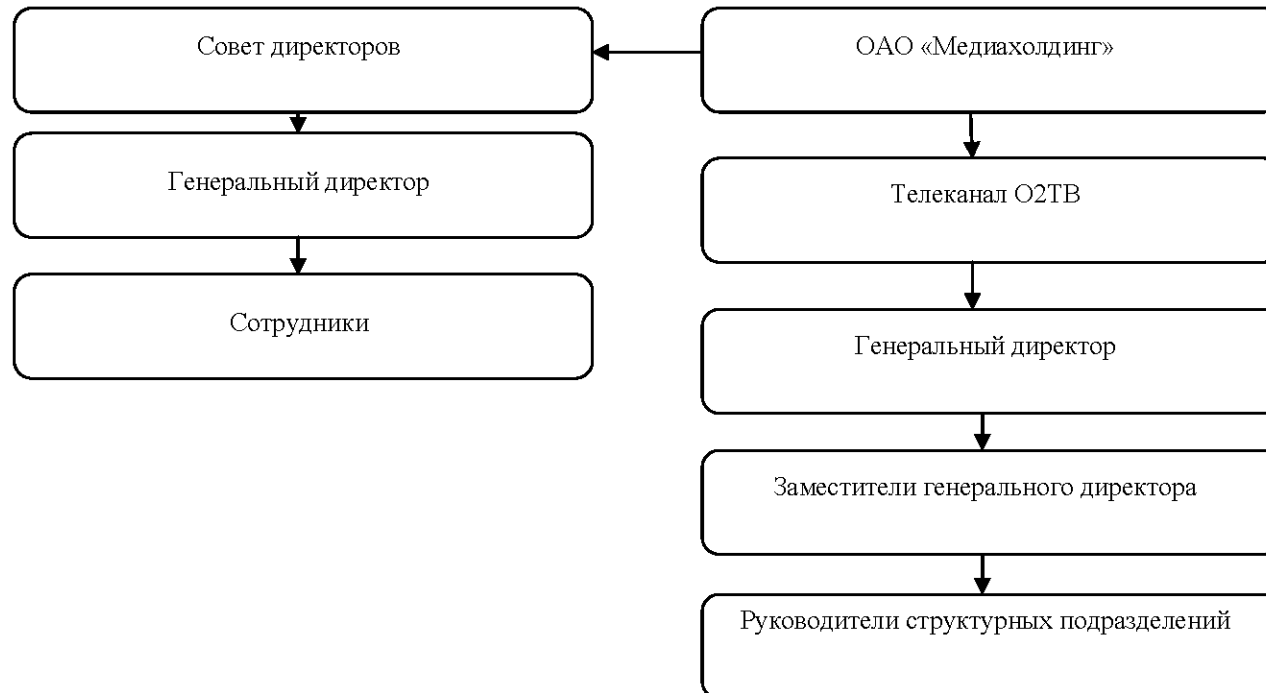 Совет директоров
ОАО «Медиахолдинг»
Генеральный директор
Телеканал О2ТВ
Сотрудники
Генеральный директор
Заместители генерального директора
Руководители структурных подразделений